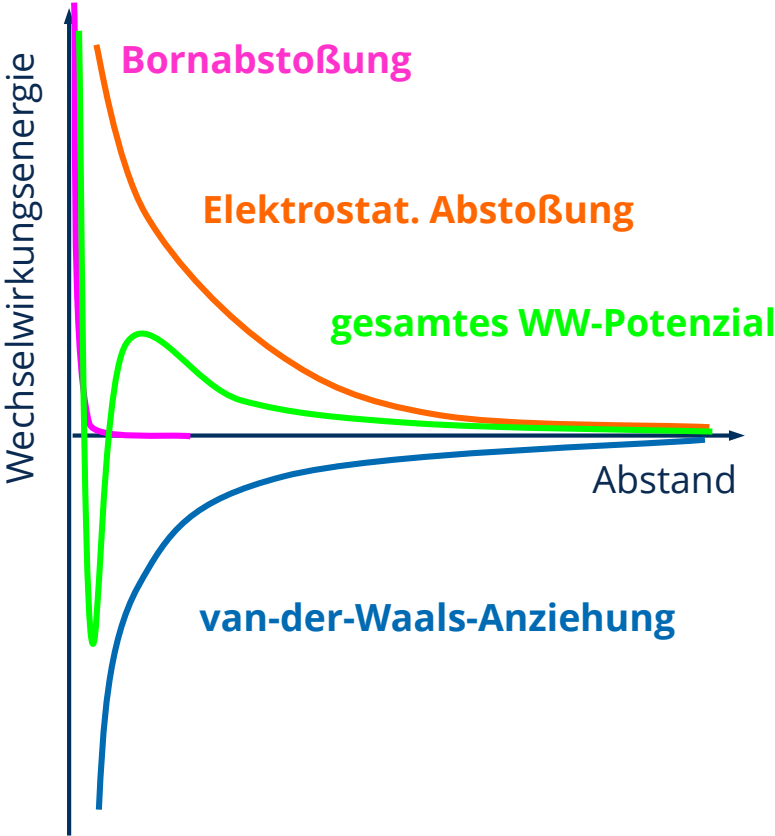 Bornabstoßung
Wechselwirkungsenergie
Elektrostat. Abstoßung
gesamtes WW-Potenzial
Abstand
van-der-Waals-Anziehung